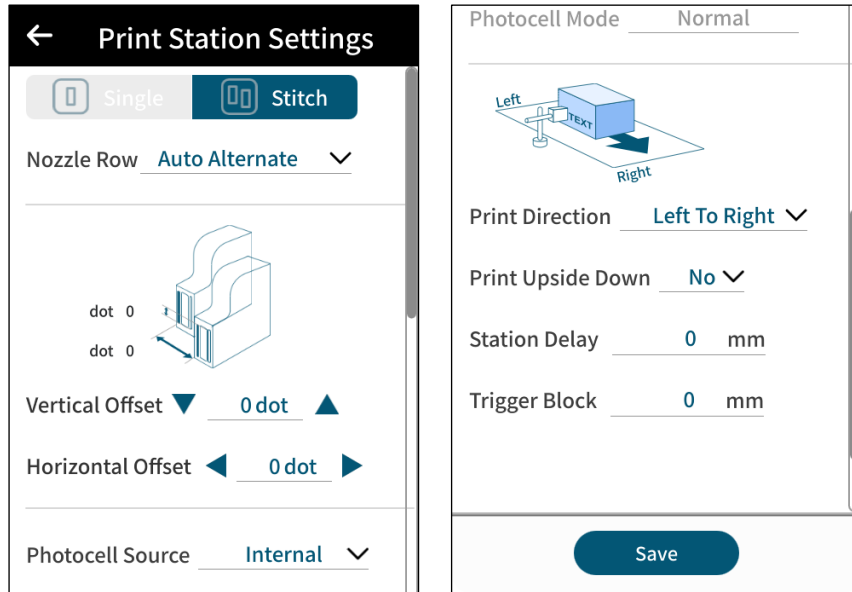 Print Station Settings
Single
Stitch
Nozzle Row Auto Alternate
dot 0
dot 0
Vertical Offset 0 dot
Horizontal Offset 0 dot
Photocell Source Internal
Photocell Mode Normal
Left
TEXT
Right
Print Direction Left To Right
Print Upside Down No
Station Delay 0 mm
Trigger Block 0 mm
Save